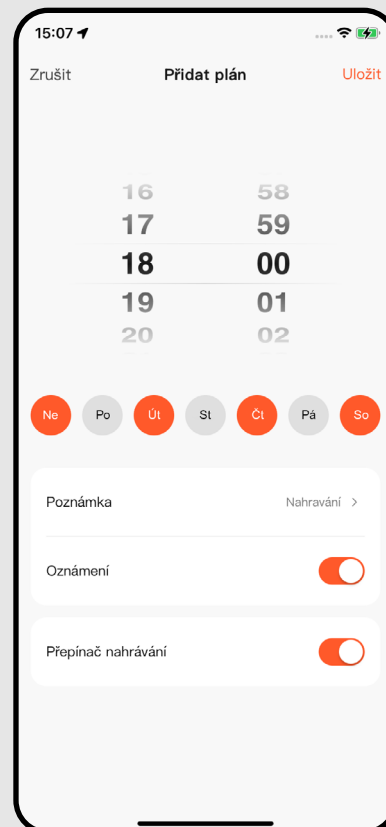 15:07
Zrušit Přidat plán Uložit
16 58
17 59
18 00
19 01
20 02
Ne Po Út St Čt Pá So
Poznámka Nahravání >
Oznámení
Přepínač nahrávání